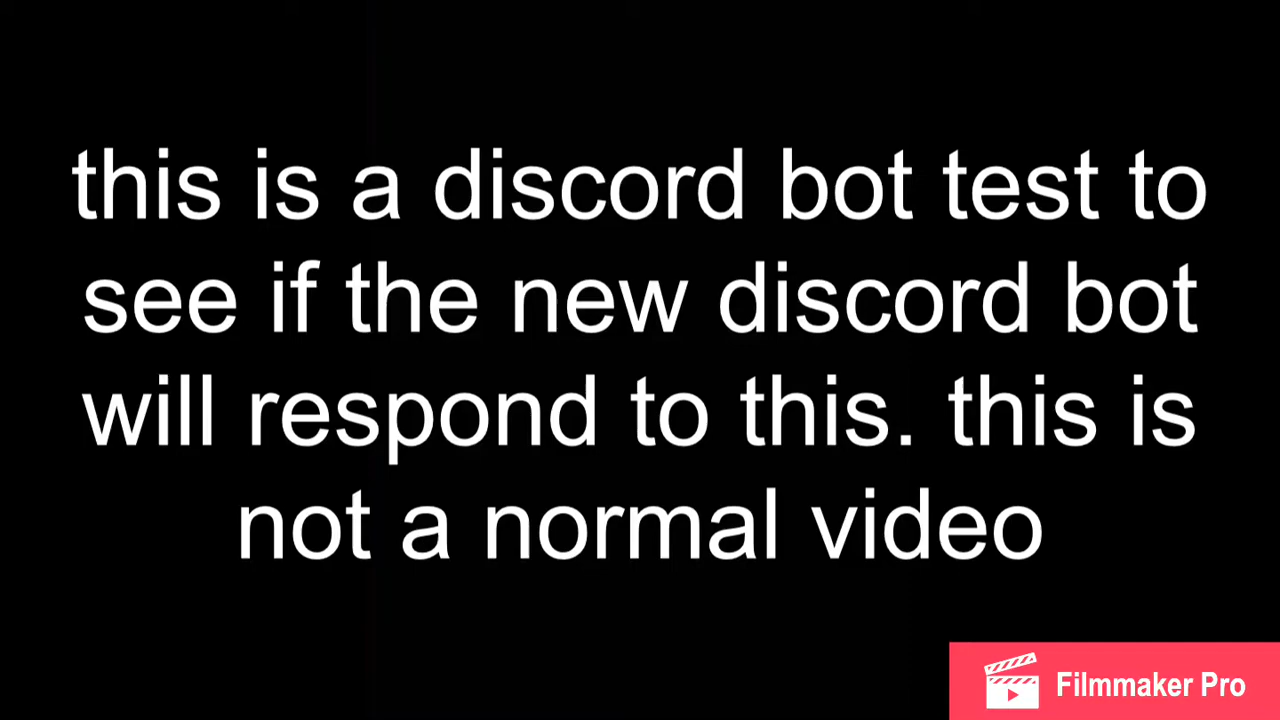 this is a discord bot test to
see if the new discord bot
will respond to this. this is
not a normal video
Filmmaker Pro